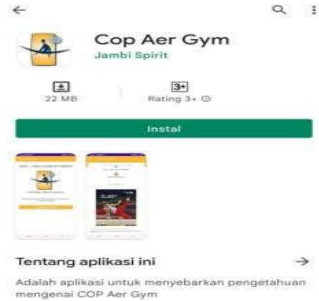 Cop Aer Gym
Jambi Spirit
3+
22 MB
Rating 3+
Instal
Tentang aplikasi ini
Adalah aplikasi untuk menyebarkan pengetahuan
mengenai COP Aer Gym